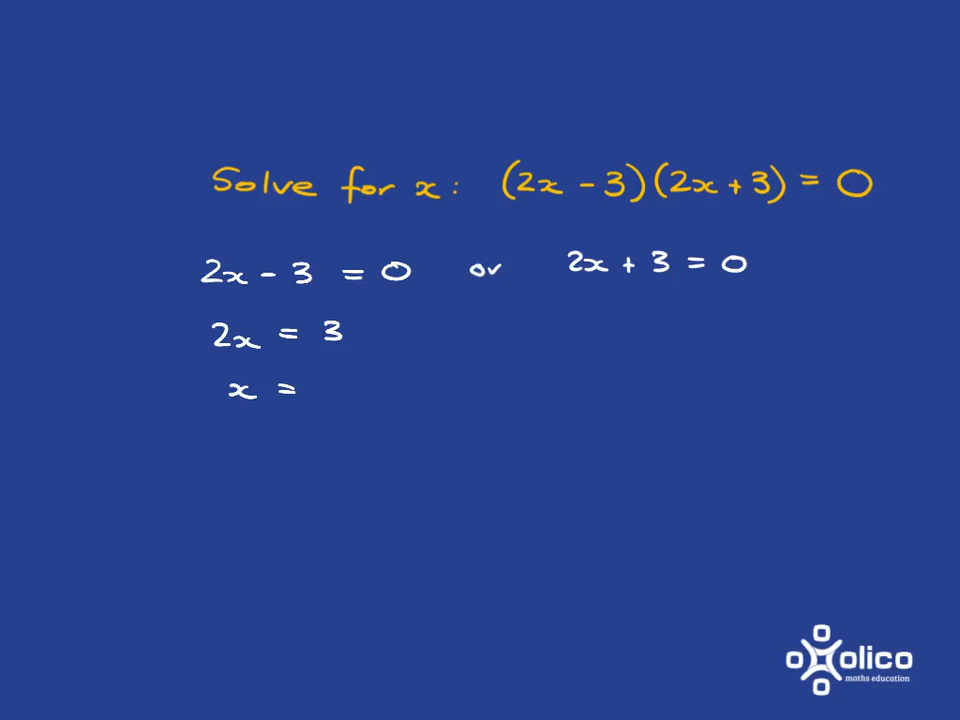 Solve for x: (2x - 3)(2x + 3) = 0
2x - 3 = 0 or 2x + 3 = 0
2x = 3
x =
olico
maths education